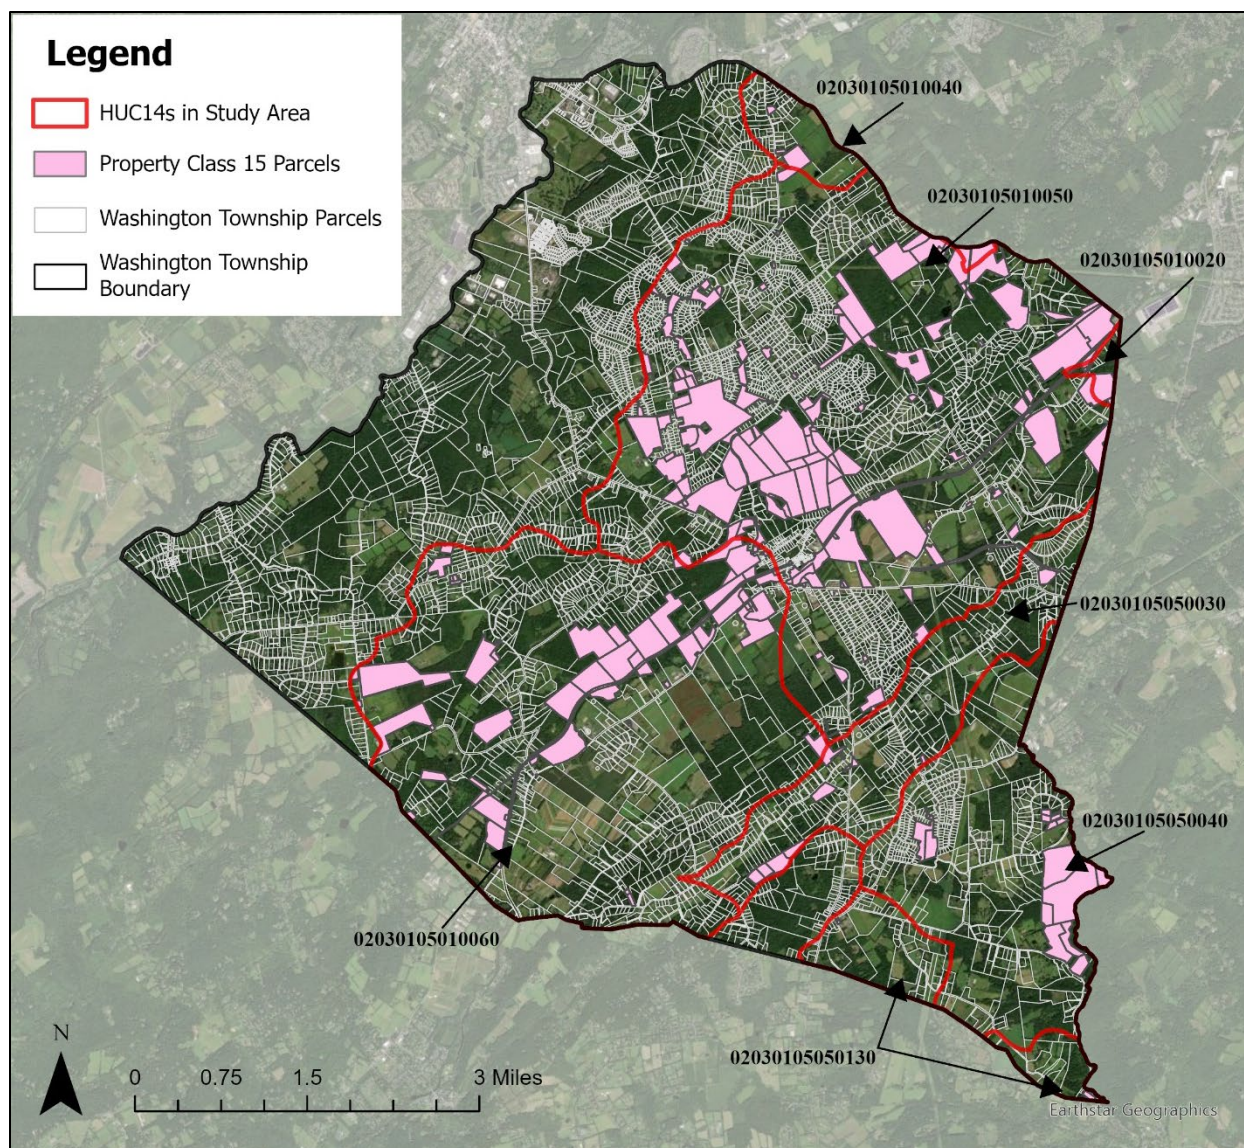 Legend
HUC14s in Study Area
Property Class 15 Parcels
Washington Township Parcels
Washington Township
Boundary
02030105010040
02030105010050
02030105010020
02030105050030
02030105050040
02030105010060
02030105050130
N
0 0.75 1.5 3 Miles
Earthstar Geographics